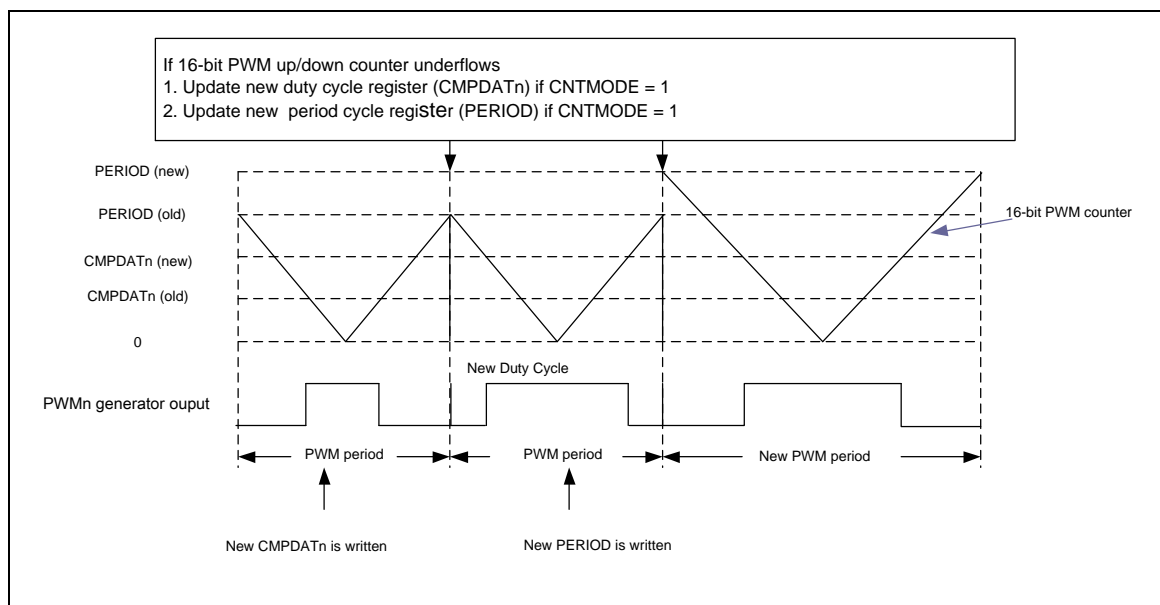 If 16-bit PWM up/down counter underflows
1. Update new duty cycle register (CMPDATn) if CNTMODE = 1
2. Update new period cycle register (PERIOD) if CNTMODE = 1
PERIOD (new)
PERIOD (old)
16-bit PWM counter
CMPDATn (new)
CMPDATn (old)
0
New Duty Cycle
PWMn generator ouput
PWM period
PWM period
New PWM period
New CMPDATn is written
New PERIOD is written